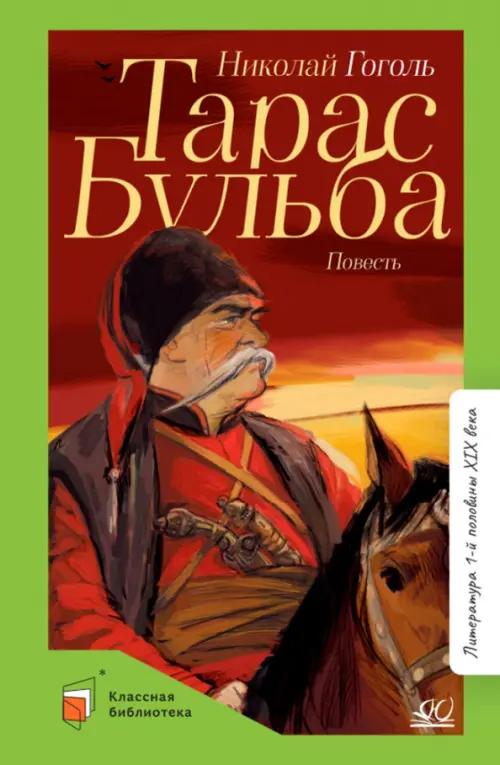 Николай Гоголь
Тарас
Бульба
Повесть
Литература 1-й половины XIX века
*
Классная
библиотека